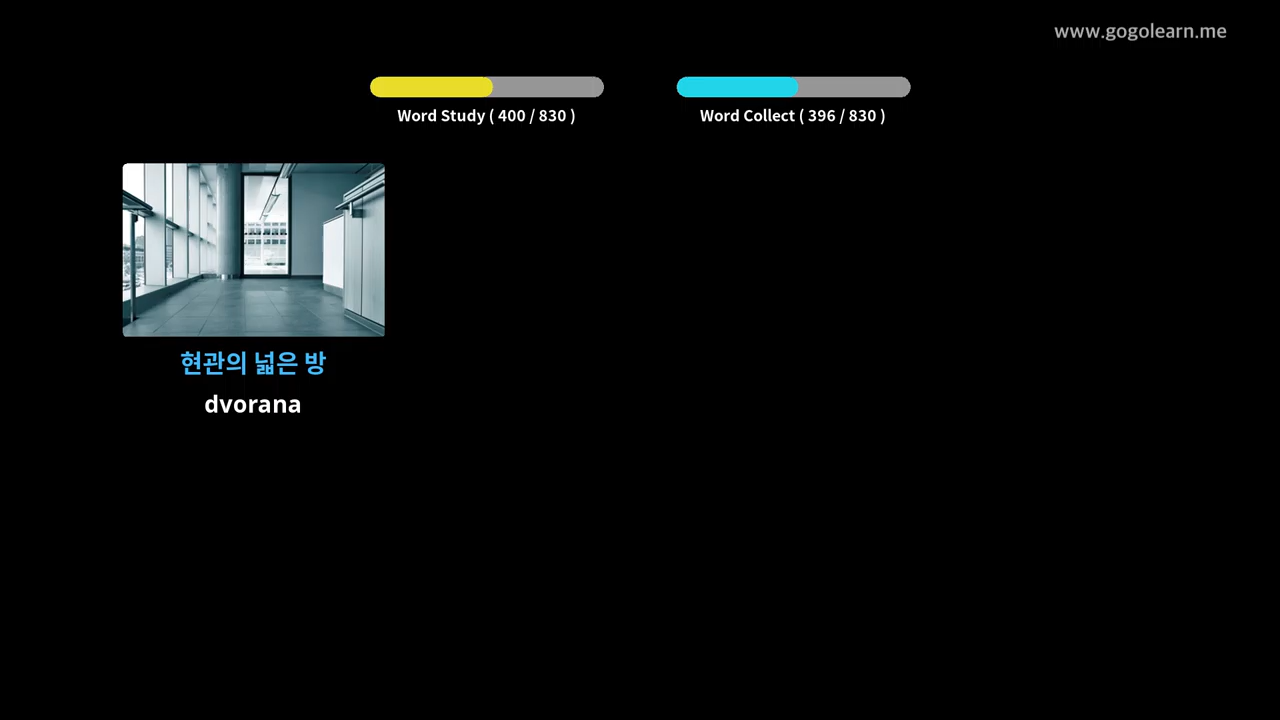 www.gogolearn.me
Word Study ( 400 / 830 )
Word Collect ( 396 / 830 )
현관의 넓은 방
dvorana